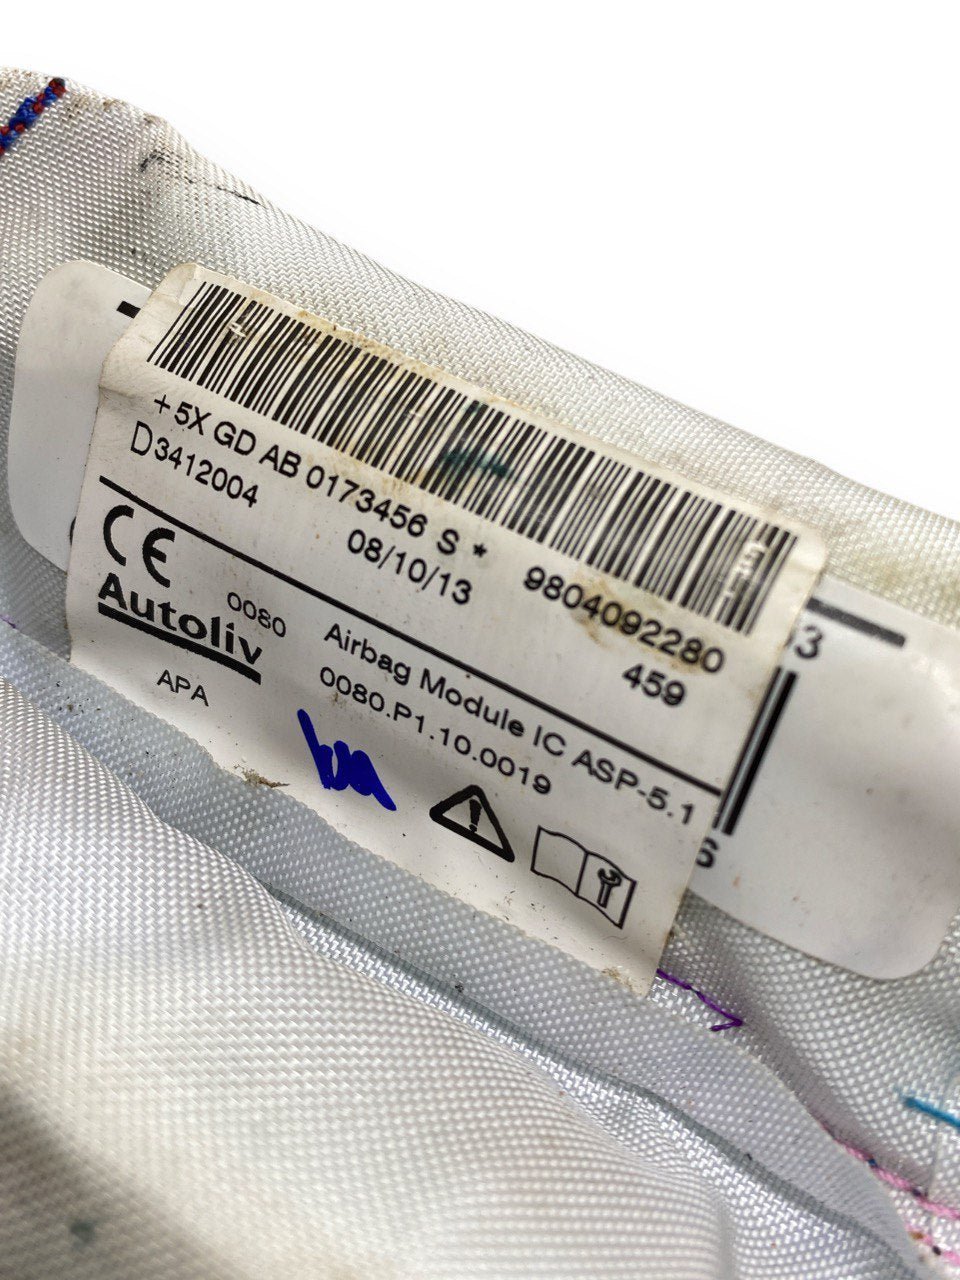 + 5X GD AB 0173456 S *
9804092280
D3412004
08/10/13
459
CE
0080
Airbag Module IC ASP-5.1
Autoliv
0080.P1.10.0019
APA